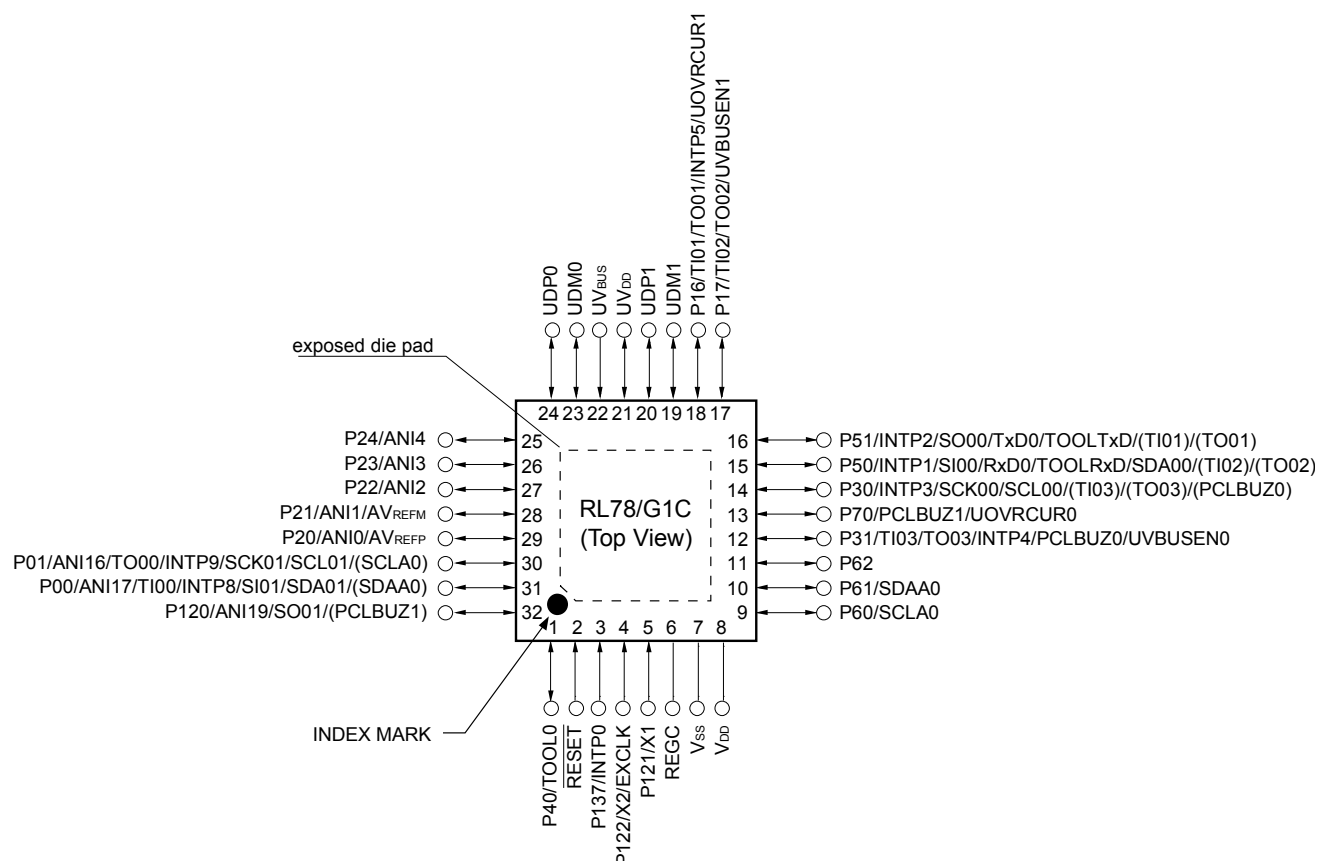 P16/TI01/TO01/INTP5/UOVRCUR1
P17/TI02/TO02/UVBUSEN1
UDP0
UDM0
UVBUS
UVDD
UDP1
UDM1
exposed die pad
24 23 22 21 20 19 18 17
P24/ANI4
25
P23/ANI3
26
P22/ANI2
27
P21/ANI1/AVREFM
28
P20/ANI0/AVREFP
29
P01/ANI16/TO00/INTP9/SCK01/SCL01/(SCLA0)
30
P00/ANI17/TI00/INTP8/SI01/SDA01/(SDAA0)
31
P120/ANI19/SO01/(PCLBUZ1)
32
RL78/G1C
(Top View)
16
P51/INTP2/SO00/TxD0/TOOLTxD/(TI01)/(TO01)
15
P50/INTP1/SI00/RxD0/TOOLRxD/SDA00/(TI02)/(TO02)
14
P30/INTP3/SCK00/SCL00/(TI03)/(TO03)/(PCLBUZ0)
13
P70/PCLBUZ1/UOVRCUR0
12
P31/TI03/TO03/INTP4/PCLBUZ0/UVBUSEN0
11
P62
10
P61/SDAA0
9
P60/SCLA0
1 2 3 4 5 6 7 8
INDEX MARK
P40/TOOL0
RESET
P137/INTP0
P122/X2/EXCLK
P121/X1
REGC
VSS
VDD